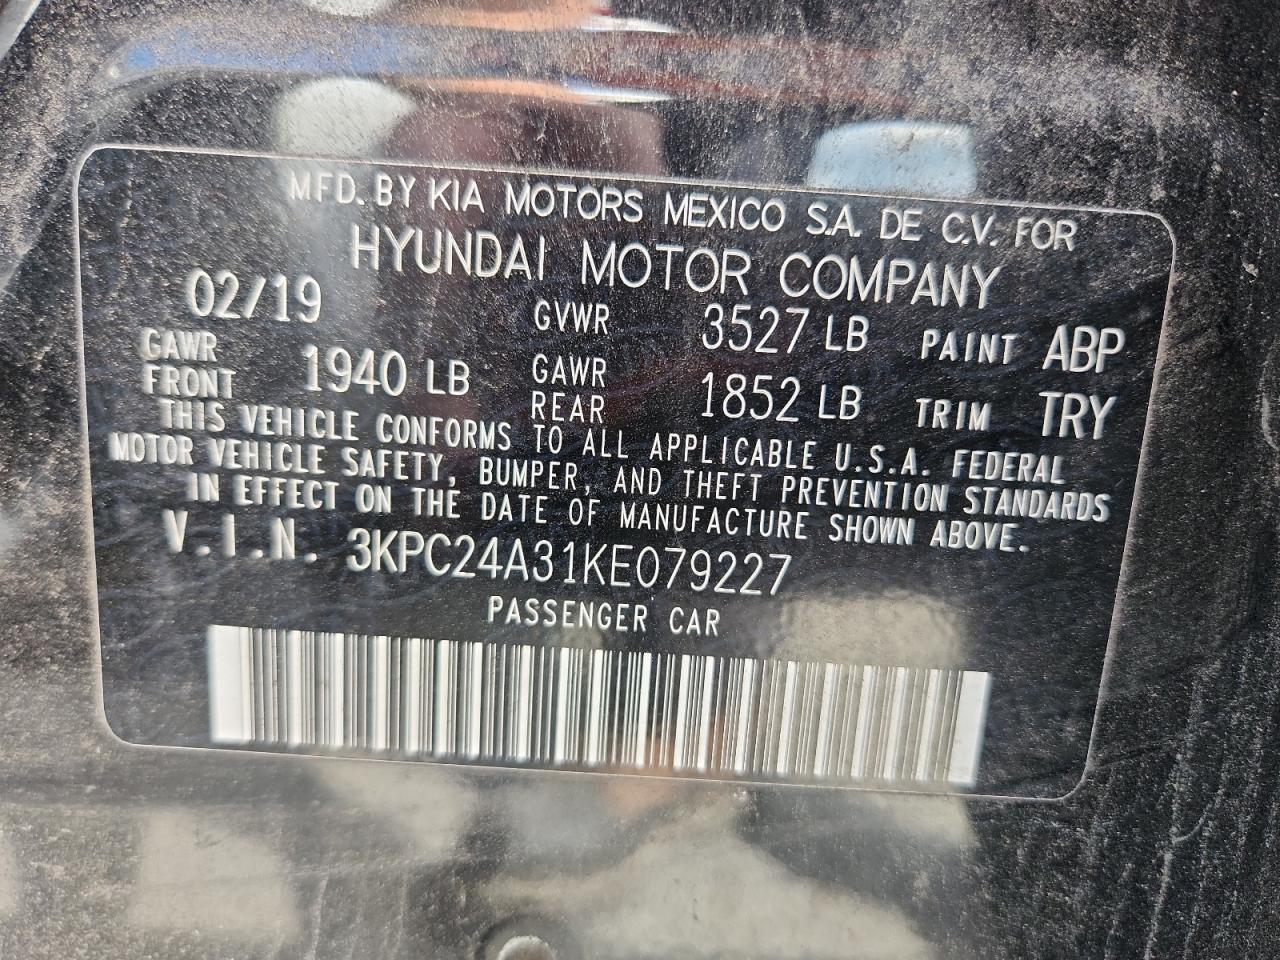 MFD. BY KIA MOTORS MEXICO S.A. DE C.V. FOR
HYUNDAI MOTOR COMPANY
02/19 GVWR 3527 LB PAINT ABP
GAWR FRONT 1940 LB GAWR REAR 1852 LB TRIM TRY
THIS VEHICLE CONFORMS TO ALL APPLICABLE U.S.A. FEDERAL
MOTOR VEHICLE SAFETY, BUMPER, AND THEFT PREVENTION STANDARDS
IN EFFECT ON THE DATE OF MANUFACTURE SHOWN ABOVE.
V.I.N. 3KPC24A31KE079227
PASSENGER CAR